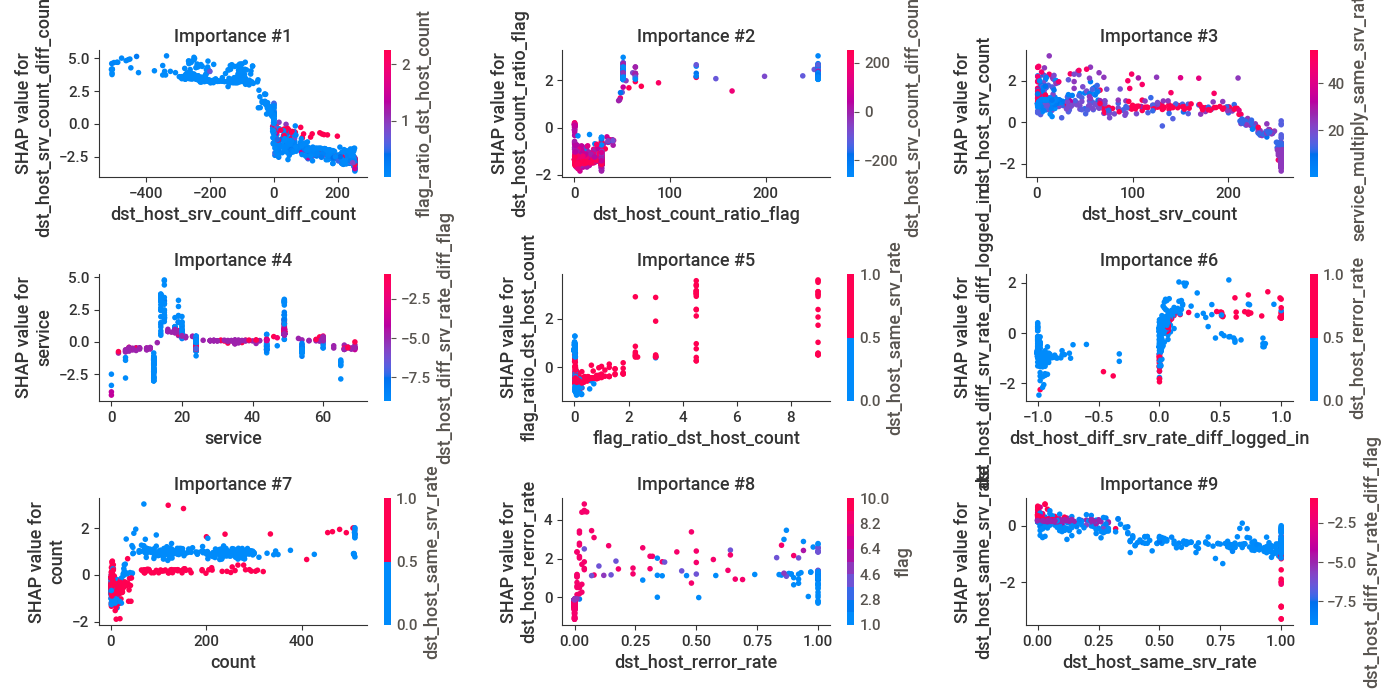 Importance #1
SHAP value for
dst_host_srv_count_diff_count
5.0
2.5
0.0
−2.5
−400
−200
0
200
dst_host_srv_count_diff_count
2
1
flag_ratio_dst_host_count
Importance #2
SHAP value for
dst_host_count_ratio_flag
2
0
−2
0
100
200
dst_host_count_ratio_flag
200
100
0
−200
dst_host_srv_count_diff_count
Importance #3
SHAP value for
dst_host_srv_count
2
0
−2
0
100
200
dst_host_srv_count
40
20
service_multiply_same_srv_rate
Importance #4
SHAP value for
service
5.0
2.5
0.0
−2.5
0
20
40
60
service
−2.5
−5.0
−7.5
dst_host_diff_srv_rate_diff_flag
Importance #5
SHAP value for
flag_ratio_dst_host_count
2
0
0
2
4
6
8
flag_ratio_dst_host_count
1.0
0.5
0.0
dst_host_same_srv_rate
Importance #6
SHAP value for
dst_host_diff_srv_rate_diff_logged_in
2
0
−2
−1.0
−0.5
0.0
0.5
1.0
dst_host_diff_srv_rate_diff_logged_in
1.0
0.5
0.0
dst_host_rerror_rate
Importance #7
SHAP value for
count
2
0
−2
0
200
400
count
1.0
0.5
0.0
dst_host_same_srv_rate
Importance #8
SHAP value for
dst_host_rerror_rate
4
2
0
0.00
0.25
0.50
0.75
1.00
dst_host_rerror_rate
10.0
8.2
6.4
4.6
2.8
1.0
flag
Importance #9
SHAP value for
dst_host_same_srv_rate
0
−2
0.00
0.25
0.50
0.75
1.00
dst_host_same_srv_rate
−2.5
−5.0
−7.5
dst_host_diff_srv_rate_diff_flag